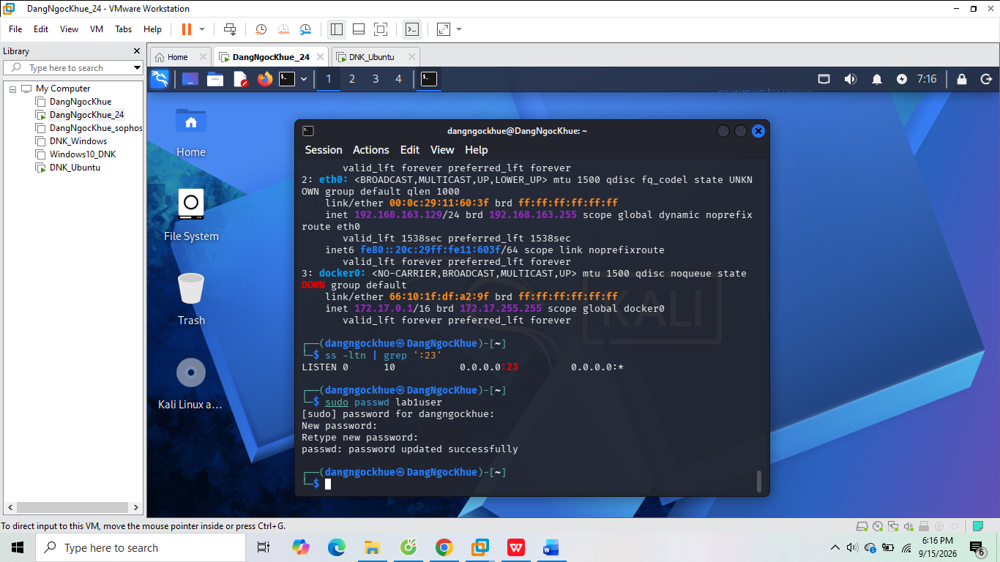 DangNgocKhue_24 - VMware Workstation
File Edit View VM Tabs Help
Library
Type here to search
My Computer
DangNgocKhue
DangNgocKhue_24
DangNgocKhue_sophos
DNK_Windows
Windows10_DNK
DNK_Ubuntu
Home DangNgocKhue_24 DNK_Ubuntu
1 2 3 4 7:16
Home
File System
Trash
Kali Linux a...
dangngockhue@DangNgocKhue: ~
Session Actions Edit View Help
valid_lft forever preferred_lft forever
2: eth0: <BROADCAST,MULTICAST,UP,LOWER_UP> mtu 1500 qdisc fq_codel state UNKN
OWN group default qlen 1000
link/ether 00:0c:29:11:60:3f brd ff:ff:ff:ff:ff:ff
inet 192.168.163.129/24 brd 192.168.163.255 scope global dynamic noprefix
route eth0
valid_lft 1538sec preferred_lft 1538sec
inet6 fe80::20c:29ff:fe11:603f/64 scope link noprefixroute
valid_lft forever preferred_lft forever
3: docker0: <NO-CARRIER,BROADCAST,MULTICAST,UP> mtu 1500 qdisc noqueue state
DOWN group default
link/ether 66:10:1f:df:a2:9f brd ff:ff:ff:ff:ff:ff
inet 172.17.0.1/16 brd 172.17.255.255 scope global docker0
valid_lft forever preferred_lft forever
KALI
┌──(dangngockhue㉿DangNgocKhue)-[~]
└─$ ss -ltn | grep ':23'
LISTEN 0 10 0.0.0.0:23 0.0.0.0:*
┌──(dangngockhue㉿DangNgocKhue)-[~]
└─$ sudo passwd lab1user
[sudo] password for dangngockhue:
New password:
Retype new password:
passwd: password updated successfully
┌──(dangngockhue㉿DangNgocKhue)-[~]
└─$
To direct input to this VM, move the mouse pointer inside or press Ctrl+G.
Type here to search
6:16 PM
9/15/2026
6